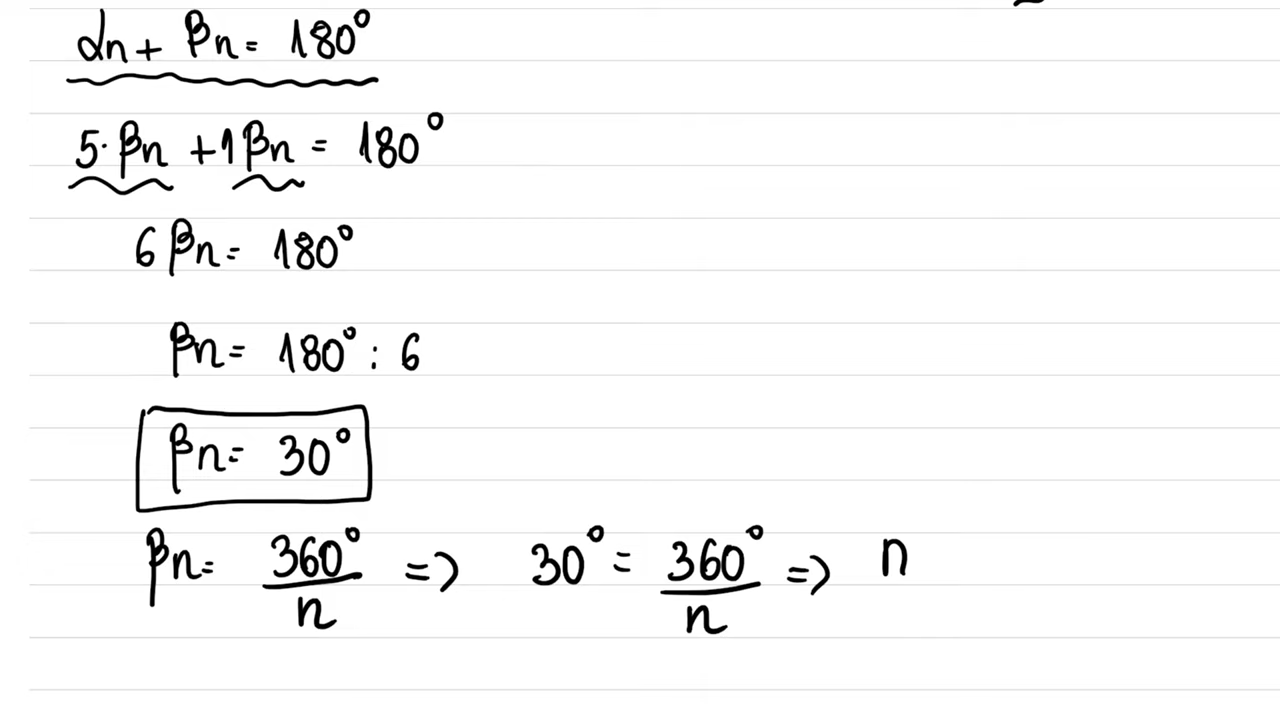 αn + βn = 180°
5·βn + 1βn = 180°
6βn = 180°
βn = 180° : 6
βn = 30°
βn = 360°/n => 30° = 360°/n => n